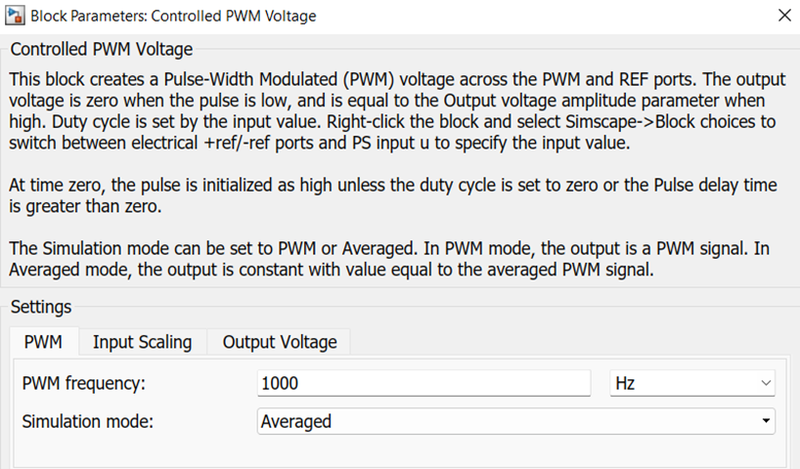 Block Parameters: Controlled PWM Voltage
Controlled PWM Voltage
This block creates a Pulse-Width Modulated (PWM) voltage across the PWM and REF ports. The output
voltage is zero when the pulse is low, and is equal to the Output voltage amplitude parameter when
high. Duty cycle is set by the input value. Right-click the block and select Simscape->Block choices to
switch between electrical +ref/-ref ports and PS input u to specify the input value.
At time zero, the pulse is initialized as high unless the duty cycle is set to zero or the Pulse delay time
is greater than zero.
The Simulation mode can be set to PWM or Averaged. In PWM mode, the output is a PWM signal. In
Averaged mode, the output is constant with value equal to the averaged PWM signal.
Settings
PWM Input Scaling Output Voltage
PWM frequency: 1000 Hz
Simulation mode: Averaged